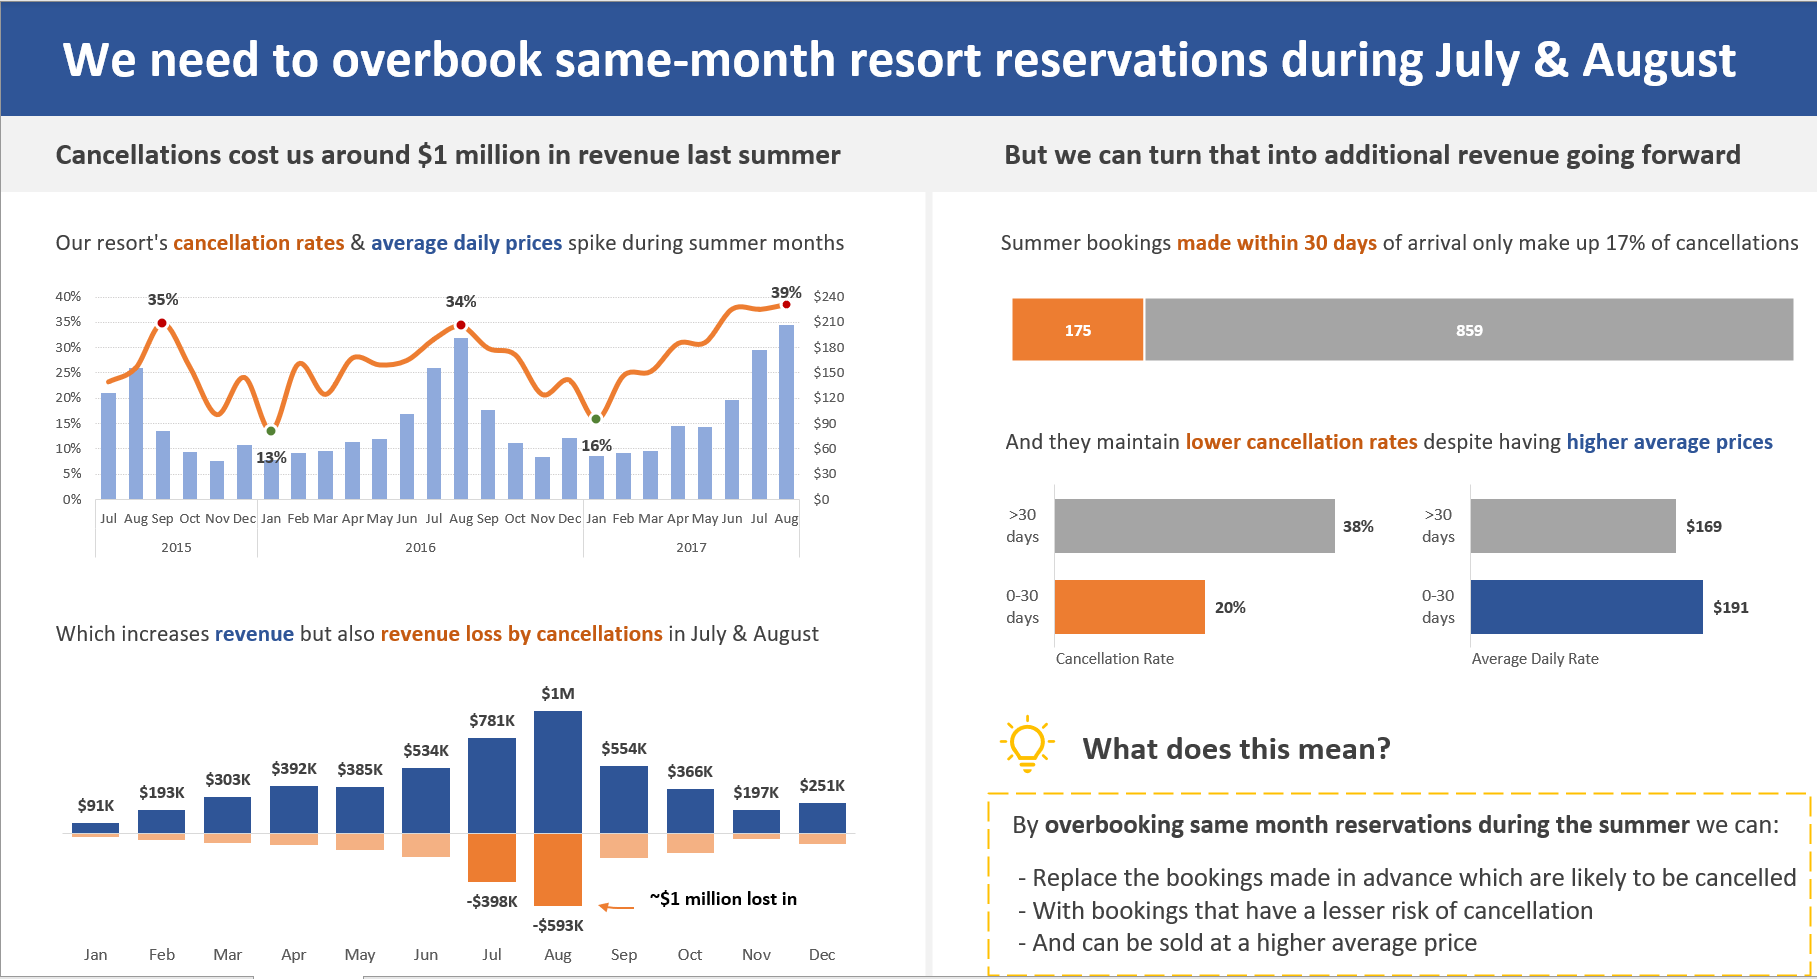 We need to overbook same-month resort reservations during July & August
Cancellations cost us around $1 million in revenue last summer
Our resort's cancellation rates & average daily prices spike during summer months
40%
35%
30%
25%
20%
15%
10%
5%
0%
35%
13%
34%
16%
39%
$240
$210
$180
$150
$120
$90
$60
$30
$0
Jul Aug Sep Oct Nov Dec Jan Feb Mar Apr May Jun Jul Aug Sep Oct Nov Dec Jan Feb Mar Apr May Jun Jul Aug
2015 2016 2017
Which increases revenue but also revenue loss by cancellations in July & August
$91K $193K $303K $392K $385K $534K $781K $1M $554K $366K $197K $251K
-$398K -$593K
~$1 million lost in
Jan Feb Mar Apr May Jun Jul Aug Sep Oct Nov Dec
But we can turn that into additional revenue going forward
Summer bookings made within 30 days of arrival only make up 17% of cancellations
175 859
And they maintain lower cancellation rates despite having higher average prices
>30
days
38%
0-30
days
20%
Cancellation Rate
>30
days
$169
0-30
days
$191
Average Daily Rate
What does this mean?
By overbooking same month reservations during the summer we can:
- Replace the bookings made in advance which are likely to be cancelled
- With bookings that have a lesser risk of cancellation
- And can be sold at a higher average price